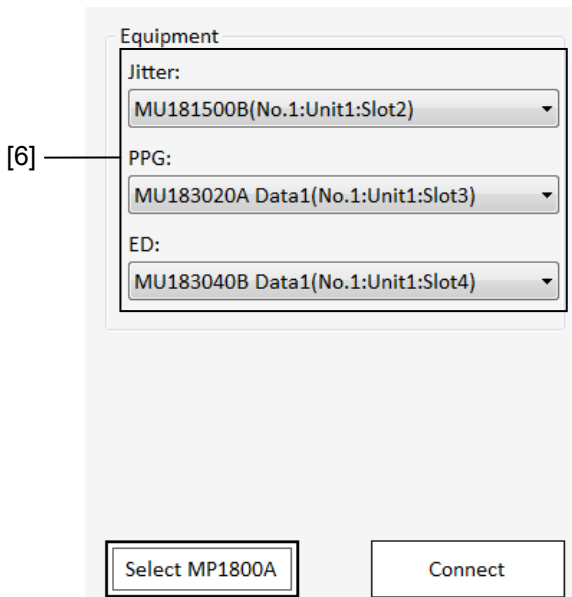 Equipment
Jitter:
MU181500B(No.1:Unit1:Slot2)
[6]
PPG:
MU183020A Data1(No.1:Unit1:Slot3)
ED:
MU183040B Data1(No.1:Unit1:Slot4)
Select MP1800A
Connect